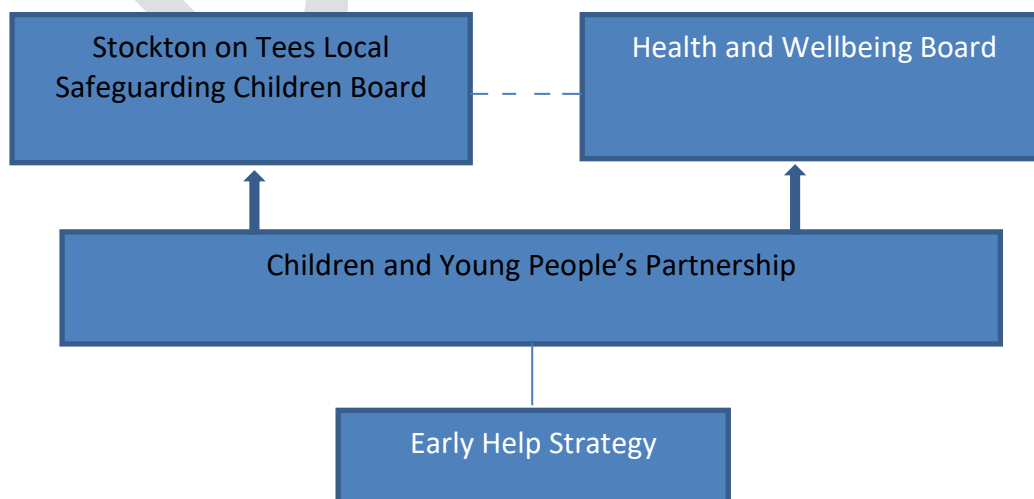 Stockton on Tees Local
Safeguarding Children Board
Health and Wellbeing Board
Children and Young People’s Partnership
Early Help Strategy